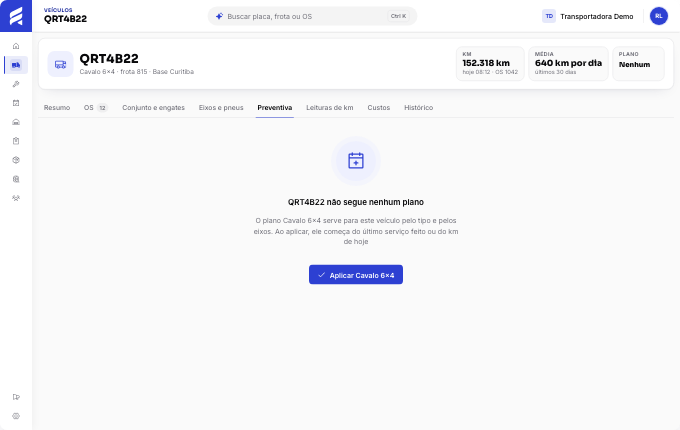 VEÍCULOS
QRT4B22
Buscar placa, frota ou OS
Ctrl K
TD
Transportadora Demo
RL
QRT4B22
Cavalo 6×4 · frota 815 · Base Curitiba
KM
152.318 km
hoje 08:12 · OS 1042
MÉDIA
640 km por dia
últimos 30 dias
PLANO
Nenhum
Resumo
OS 12
Conjunto e engates
Eixos e pneus
Preventiva
Leituras de km
Custos
Histórico
QRT4B22 não segue nenhum plano
O plano Cavalo 6×4 serve para este veículo pelo tipo e pelos
eixos. Ao aplicar, ele começa do último serviço feito ou do km
de hoje
Aplicar Cavalo 6×4